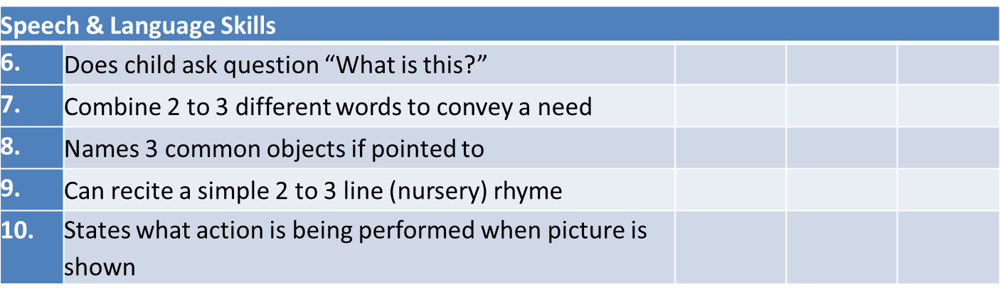 Speech & Language Skills
6. Does child ask question “What is this?”
7. Combine 2 to 3 different words to convey a need
8. Names 3 common objects if pointed to
9. Can recite a simple 2 to 3 line (nursery) rhyme
10. States what action is being performed when picture is
shown